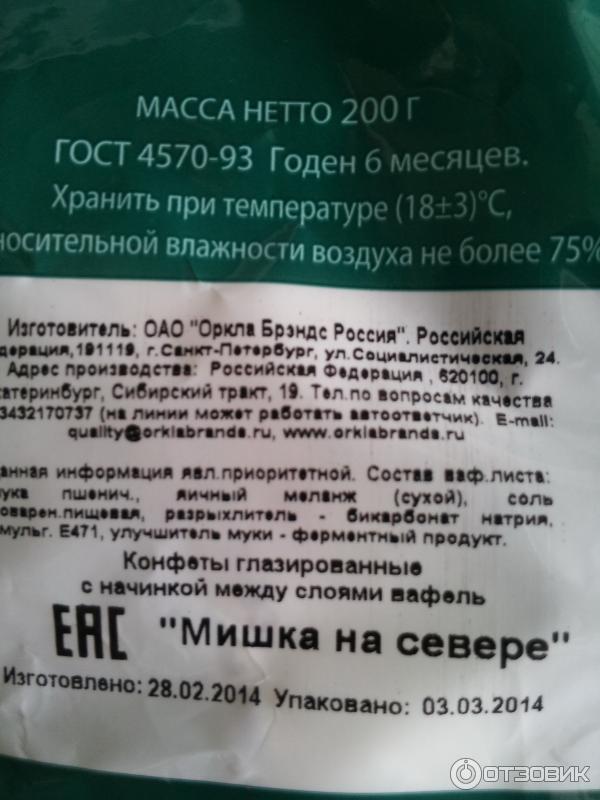 МАССА НЕТТО 200 Г
ГОСТ 4570-93 Годен 6 месяцев.
Хранить при температуре (18±3)°С,
носительной влажности воздуха не более 75%
Изготовитель: ОАО "Оркла Брэндс Россия". Российская
дерация,191119, г.Санкт-Петербург, ул.Социалистическая, 24.
Адрес производства: Российская Федерация , 620100, г.
катеринбург, Сибирский тракт, 19. Тел.по вопросам качества
3432170737 (на линии может работать автоответчик). E-mail:
quality@orklabrands.ru, www.orklabrands.ru
анная информация явл.приоритетной. Состав ваф.листа:
ука пшенич., яичный меланж (сухой), соль
оварен.пищевая, разрыхлитель - бикарбонат натрия,
мульг. Е471, улучшитель муки - ферментный продукт.
Конфеты глазированные
с начинкой между слоями вафель
ЕАС "Мишка на севере"
Изготовлено: 28.02.2014 Упаковано: 03.03.2014
ОТЗОВИК